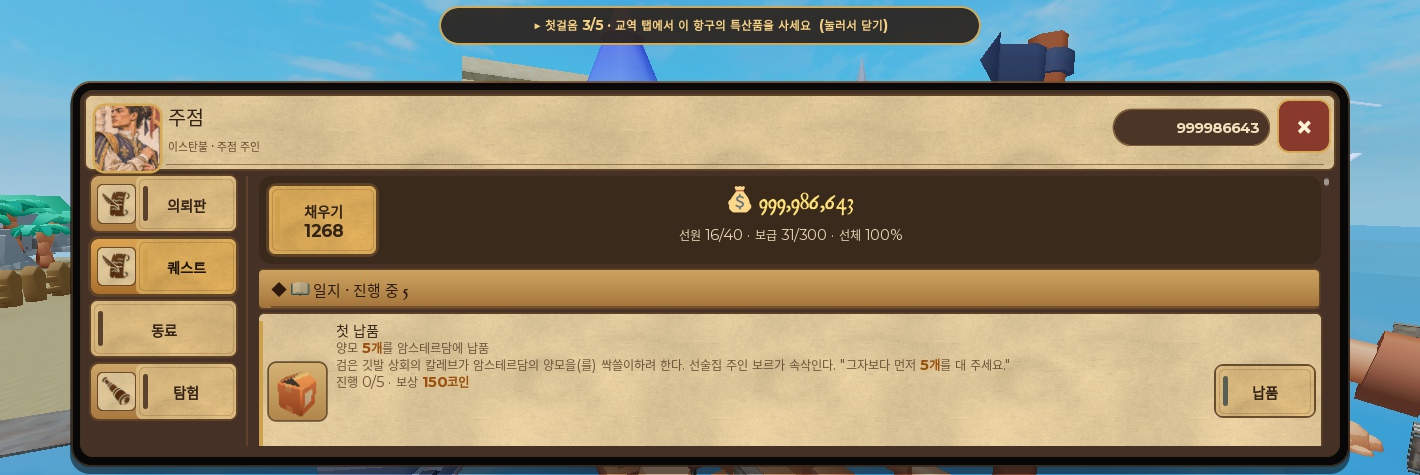 ▸ 첫걸음 3/5 · 교역 탭에서 이 항구의 특산품을 사세요 (눌러서 닫기)
주점
이스탄불 · 주점 주인
999986643
×
의뢰판
퀘스트
동료
탐험
채우기
1268
999,986,643
선원 16/40 · 보급 31/300 · 선체 100%
◆ 일지 · 진행 중 5
첫 납품
양모 5개를 암스테르담에 납품
검은 깃발 상회의 칼레브가 암스테르담의 양모을(를) 싹쓸이하려 한다. 선술집 주인 보르가 속삭인다. "그자보다 먼저 5개를 대 주세요."
진행 0/5 · 보상 150코인
납품